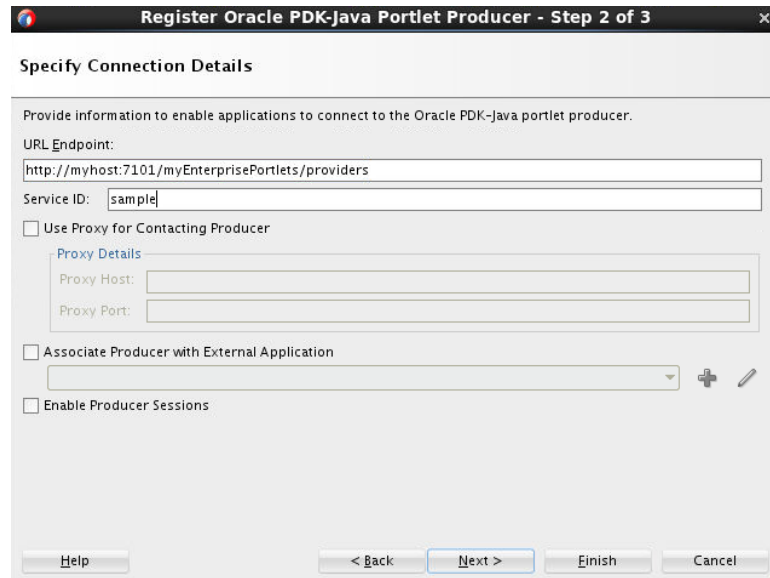 Register Oracle PDK-Java Portlet Producer - Step 2 of 3
Specify Connection Details
Provide information to enable applications to connect to the Oracle PDK-Java portlet producer.
URL Endpoint:
http://myhost:7101/myEnterprisePortlets/providers
Service ID: sample
Use Proxy for Contacting Producer
Proxy Details
Proxy Host:
Proxy Port:
Associate Producer with External Application
Enable Producer Sessions
Help < Back Next > Finish Cancel